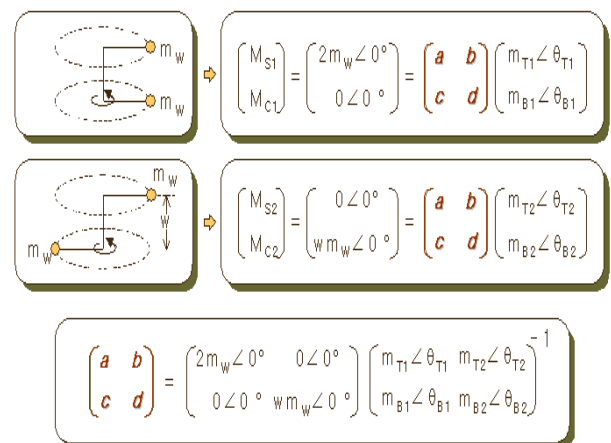 m_W
m_W
(M_S1) = (2m_W∠0°) = (a b) (m_T1∠θ_T1)
(M_C1) (0∠0°) (c d) (m_B1∠θ_B1)
m_W
W
m_W
(M_S2) = (0∠0°) = (a b) (m_T2∠θ_T2)
(M_C2) (w m_W∠0°) (c d) (m_B2∠θ_B2)
(a b) = (2m_W∠0° 0∠0°) (m_T1∠θ_T1 m_T2∠θ_T2)^-1
(c d) (0∠0° w m_W∠0°) (m_B1∠θ_B1 m_B2∠θ_B2)